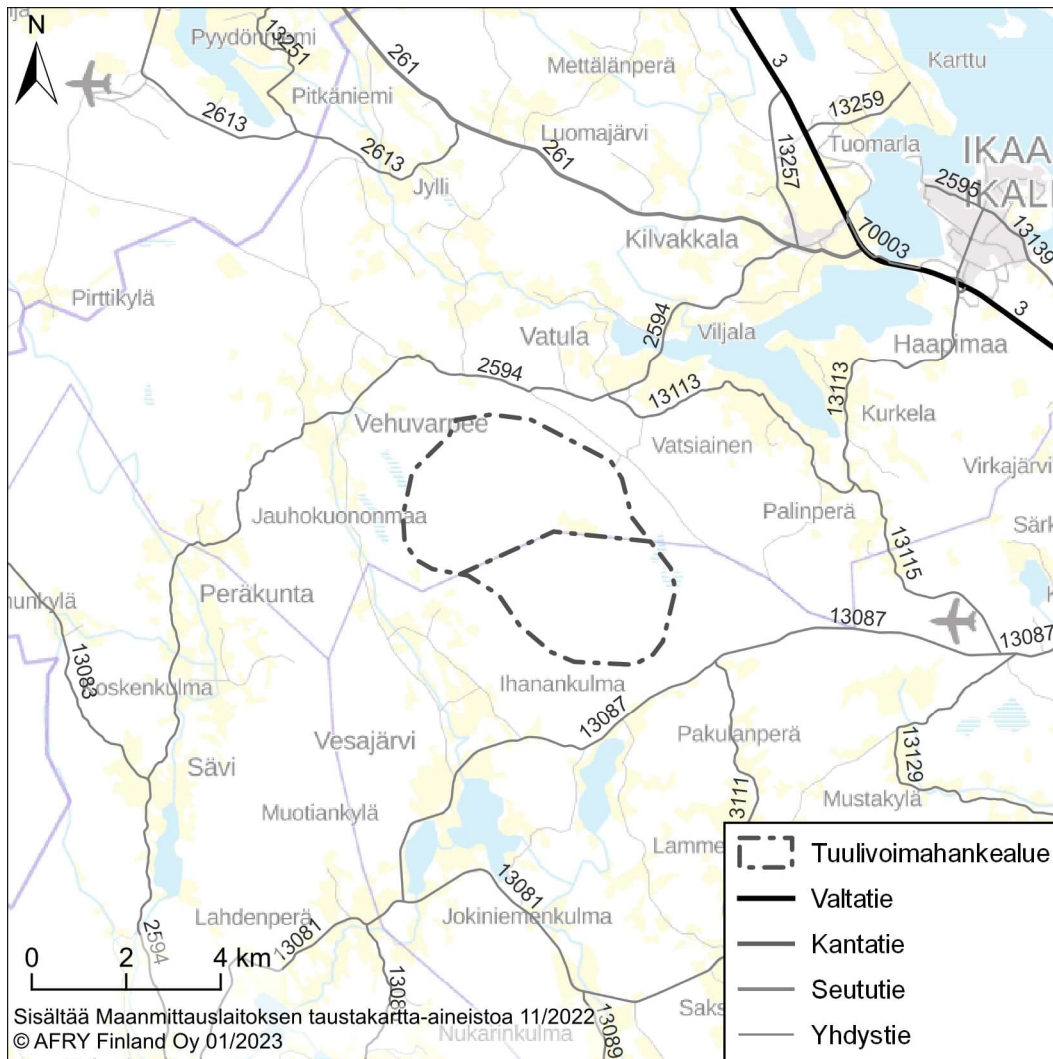 N
Pyydönniemi
13251
261
3
Karttu
Mettälänperä
Pitkäniemi
13259
2613
Luomajärvi
Tuomarla
IKAA
2613
261
13257
2595
IKALI
Jylli
Kilvakkala
70003
13139
Pirttikylä
3
Vatula
2594
Viljala
Haapimaa
2594
13113
13113
Kurkela
Vehuvarpee
Vatsiainen
Virkajärvi
Jauhokuononmaa
Palinperä
Särk
13115
Peräkunta
13087
13087
13083
oskenkulma
Ihanankulma
13087
Vesajärvi
Pakulanperä
Sävi
13129
Muotiankylä
3111
Mustakylä
Lamme
13081
Lahdenperä
Jokiniemenkulma
13081
2594
1308
Saks
13089
Nukarinkulma
0 2 4 km
Sisältää Maanmittauslaitoksen taustakartta-aineistoa 11/2022
© AFRY Finland Oy 01/2023
Tuulivoimahankealue
Valtatie
Kantatie
Seututie
Yhdystie